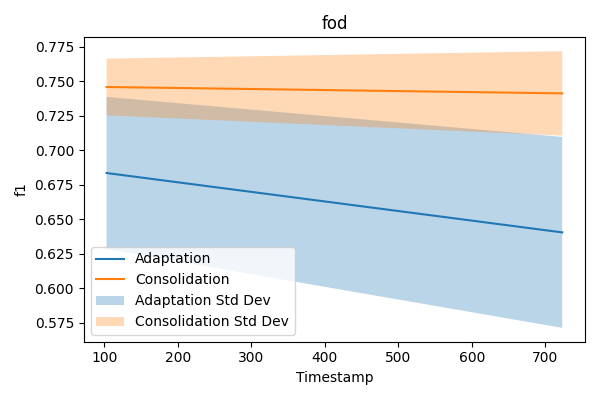 fod
0.775
0.750
0.725
0.700
0.675
0.650
0.625
0.600
0.575
f1
Adaptation
Consolidation
Adaptation Std Dev
Consolidation Std Dev
100 200 300 400 500 600 700
Timestamp